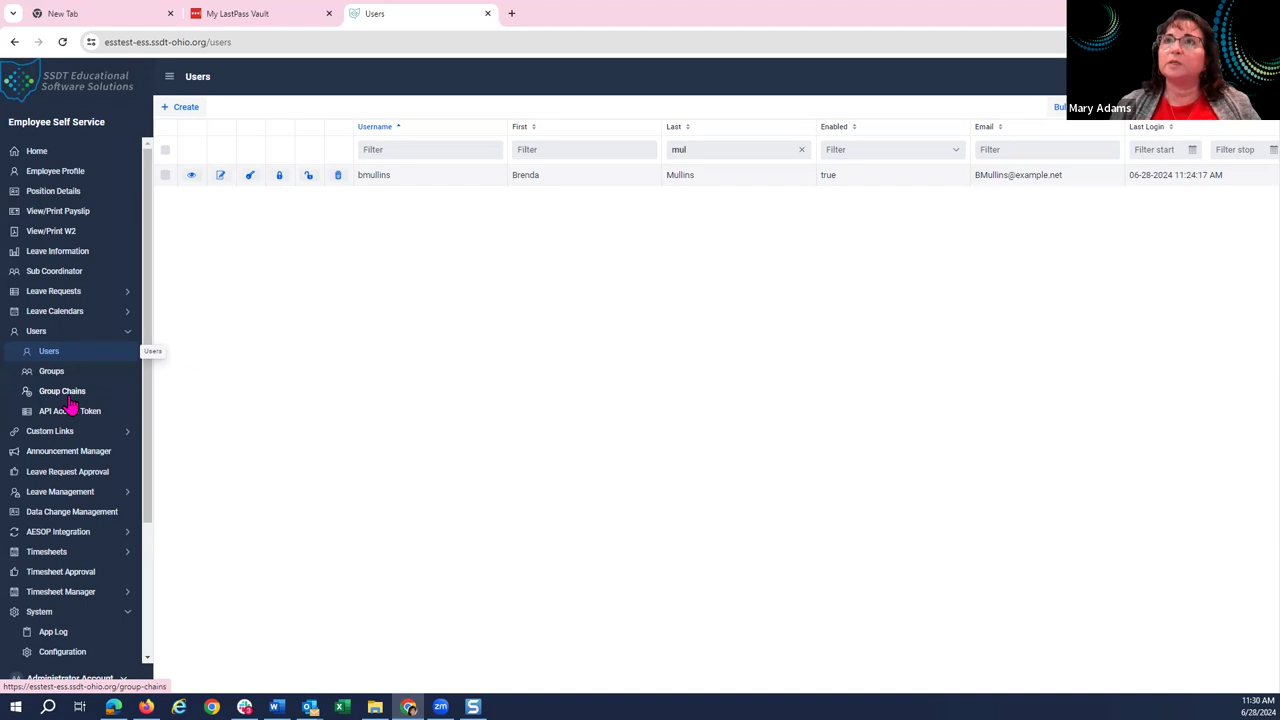 New Tab
My LastPass Vault
Users
esstest-ess.ssdt-ohio.org/users
SSDT Educational
Software Solutions
Users
Mary Adams
Create
Employee Self Service
Username
First
Last
Enabled
Email
Last Login
Filter
Filter
mul
Filter
Filter
Filter start
Filter stop
bmullins
Brenda
Mullins
true
BMullins@example.net
06-28-2024 11:24:17 AM
Home
Employee Profile
Position Details
View/Print Payslip
View/Print W2
Leave Information
Sub Coordinator
Leave Requests
Leave Calendars
Users
Users
Users
Groups
Group Chains
API Token
Custom Links
Announcement Manager
Leave Request Approval
Leave Management
Data Change Management
AESOP Integration
Timesheets
Timesheet Approval
Timesheet Manager
System
App Log
Configuration
Administrator Account
https://esstest-ess.ssdt-ohio.org/group-chains
11:30 AM
6/28/2024